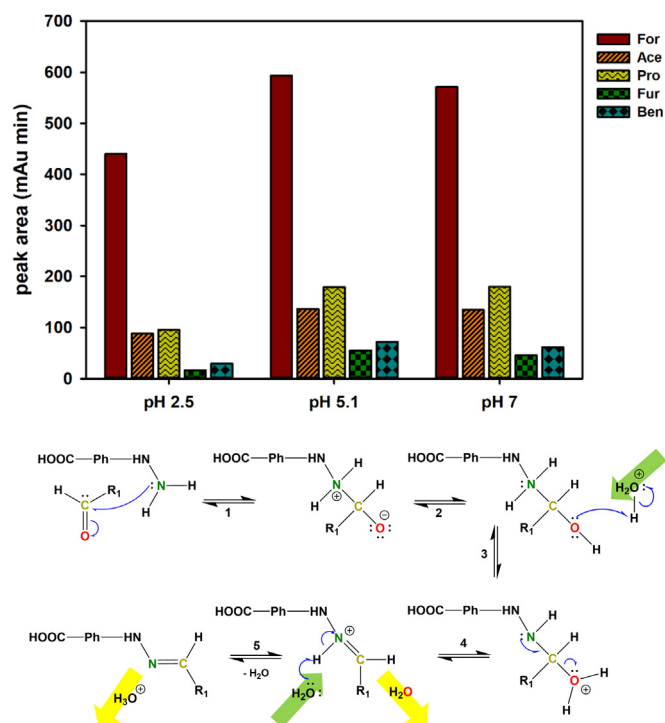 700
600
500
400
300
200
100
0
peak area (mAu min)
pH 2.5
pH 5.1
pH 7
For
Ace
Pro
Fur
Ben
HOOC-Ph-HN
:N H
H
H
C
R₁
O
1
HOOC-Ph-HN
H
N H
H ⊕ C
R₁ :O: ⊖
2
HOOC-Ph-HN
N H
H
C
R₁ O
H
H₂O: ⊕
H
3
HOOC-Ph-HN
H
N=C
R₁
H₃O ⊕
5
- H₂O
HOOC-Ph-HN
N ⊕
H C H
R₁
H₂O:
H₂O
4
HOOC-Ph-HN H
:N H
C
R₁ O H
H ⊕